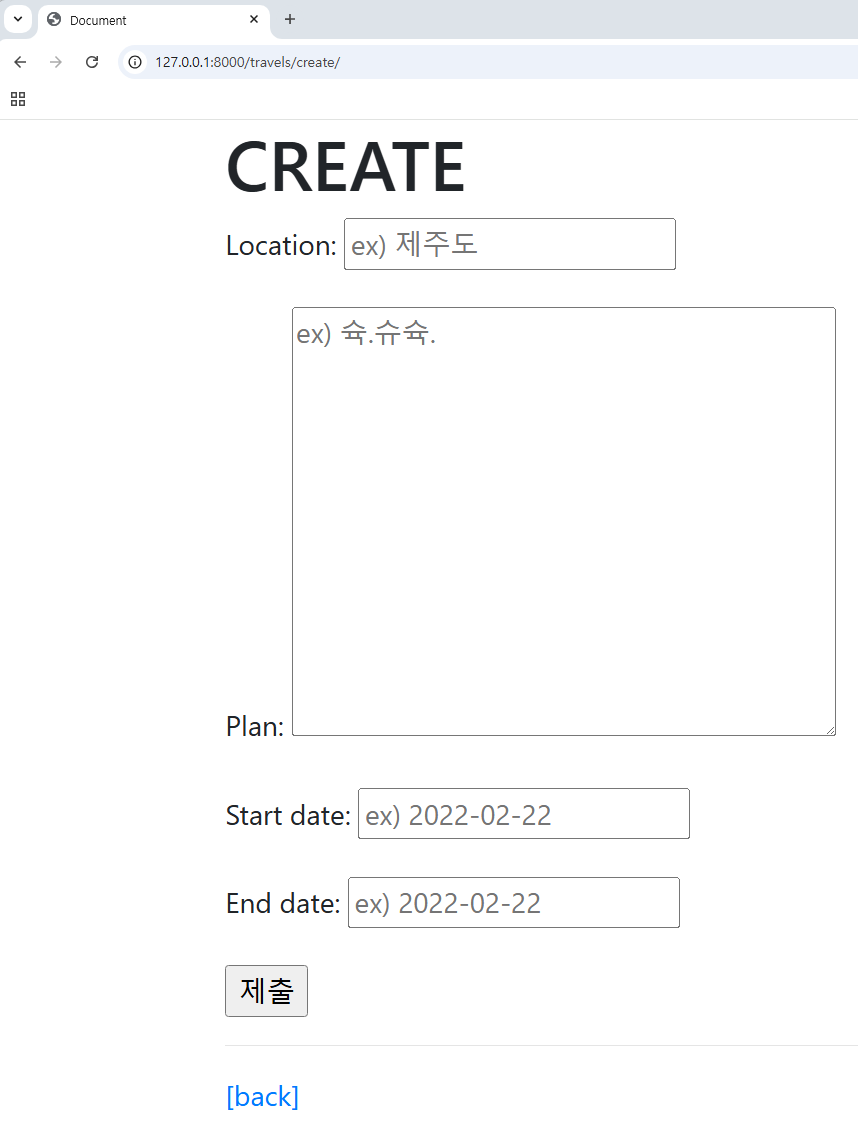 Document
127.0.0.1:8000/travels/create/
CREATE
Location: ex) 제주도
ex) 슉.슈슉.
Plan:
Start date: ex) 2022-02-22
End date: ex) 2022-02-22
제출
[back]